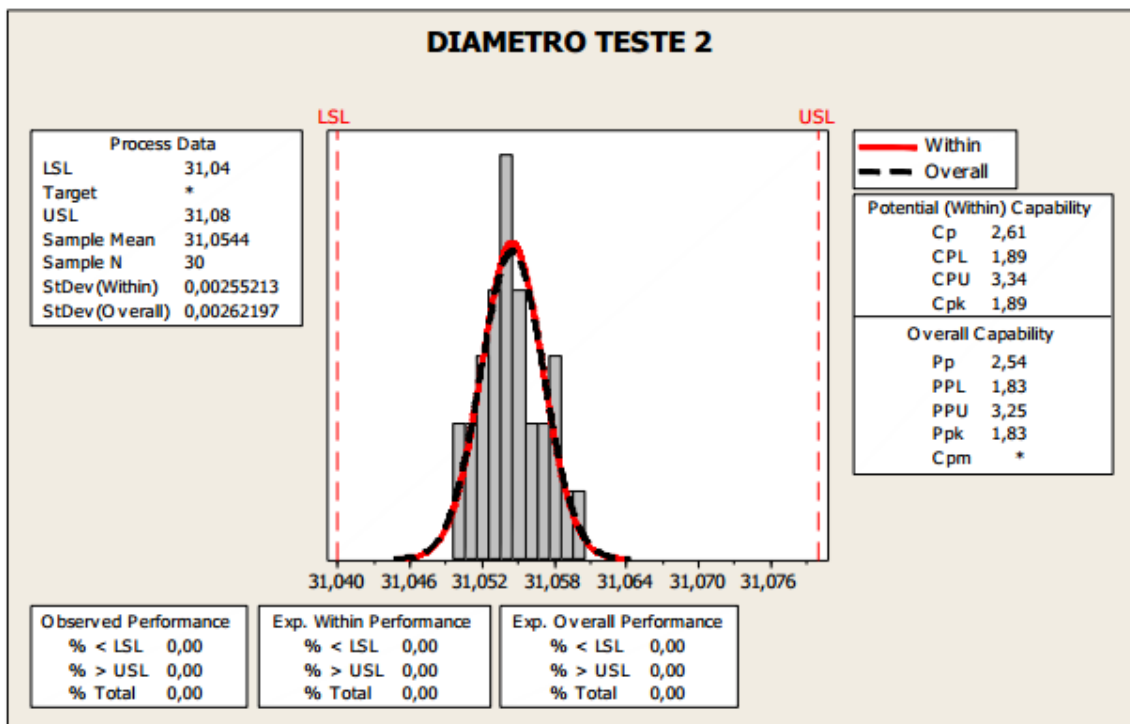 DIAMETRO TESTE 2
LSL
USL
Process Data
LSL 31,04
Target *
USL 31,08
Sample Mean 31,0544
Sample N 30
StDev(Within) 0,00255213
StDev(Overall) 0,00262197
Within
Overall
Potential (Within) Capability
Cp 2,61
CPL 1,89
CPU 3,34
Cpk 1,89
Overall Capability
Pp 2,54
PPL 1,83
PPU 3,25
Ppk 1,83
Cpm *
31,040 31,046 31,052 31,058 31,064 31,070 31,076
Observed Performance
% < LSL 0,00
% > USL 0,00
% Total 0,00
Exp. Within Performance
% < LSL 0,00
% > USL 0,00
% Total 0,00
Exp. Overall Performance
% < LSL 0,00
% > USL 0,00
% Total 0,00